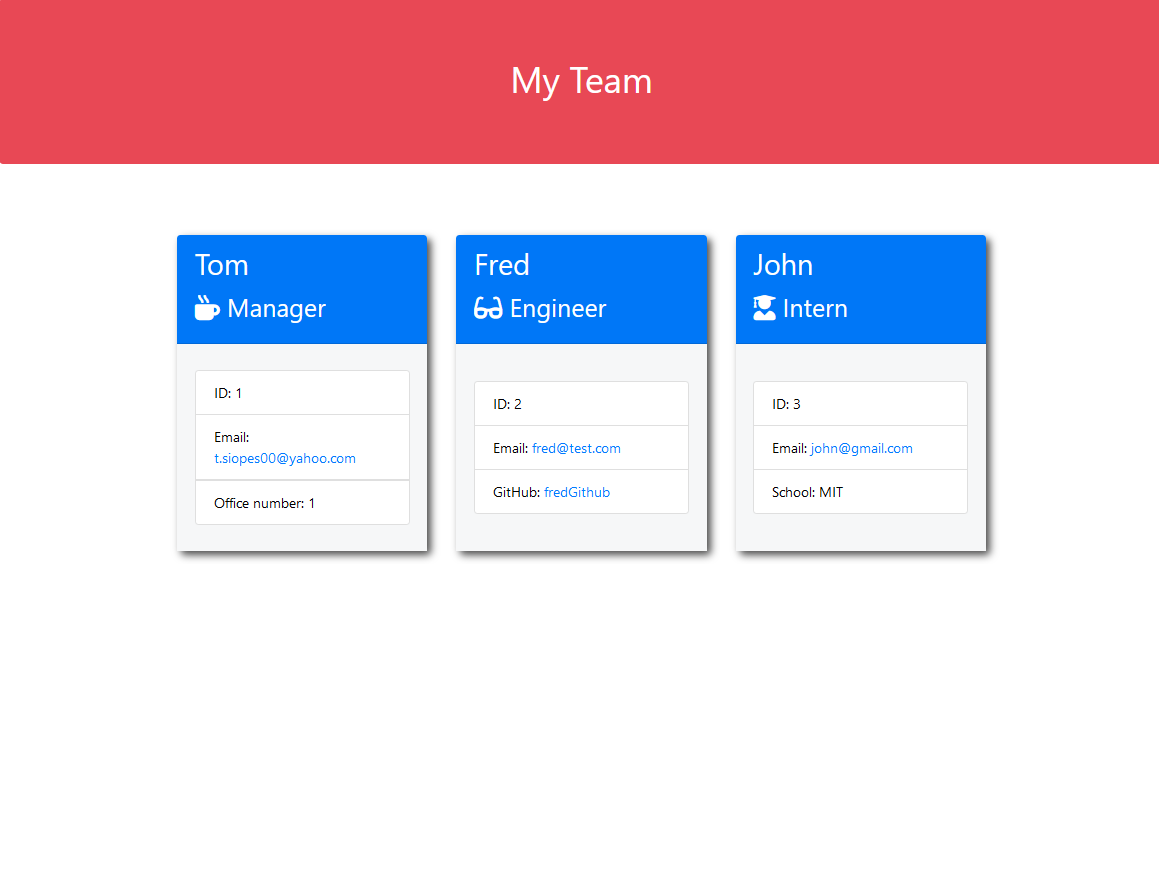 My Team
Tom
Manager
ID: 1
Email:
t.siopes00@yahoo.com
Office number: 1
Fred
Engineer
ID: 2
Email: fred@test.com
GitHub: fredGithub
John
Intern
ID: 3
Email: john@gmail.com
School: MIT